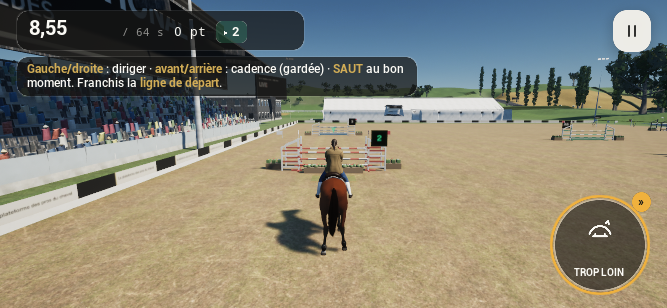 8,55 / 64 s 0 pt ▸ 2
Gauche/droite : diriger · avant/arrière : cadence (gardée) · SAUT au bon
moment. Franchis la ligne de départ.
2
»
TROP LOIN